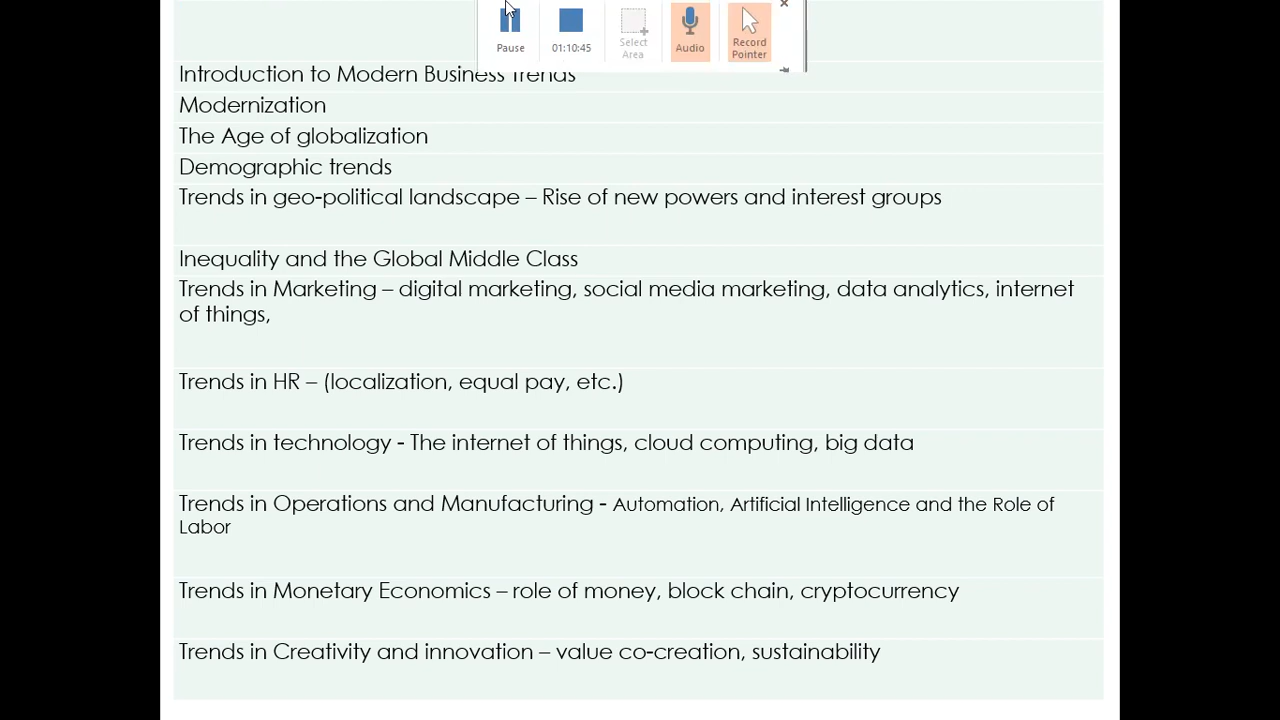 Pause
01:10:45
Select
Area
Audio
Record
Pointer
Introduction to Modern Business Trends
Modernization
The Age of globalization
Demographic trends
Trends in geo-political landscape – Rise of new powers and interest groups
Inequality and the Global Middle Class
Trends in Marketing – digital marketing, social media marketing, data analytics, internet
of things,
Trends in HR – (localization, equal pay, etc.)
Trends in technology - The internet of things, cloud computing, big data
Trends in Operations and Manufacturing - Automation, Artificial Intelligence and the Role of
Labor
Trends in Monetary Economics – role of money, block chain, cryptocurrency
Trends in Creativity and innovation – value co-creation, sustainability